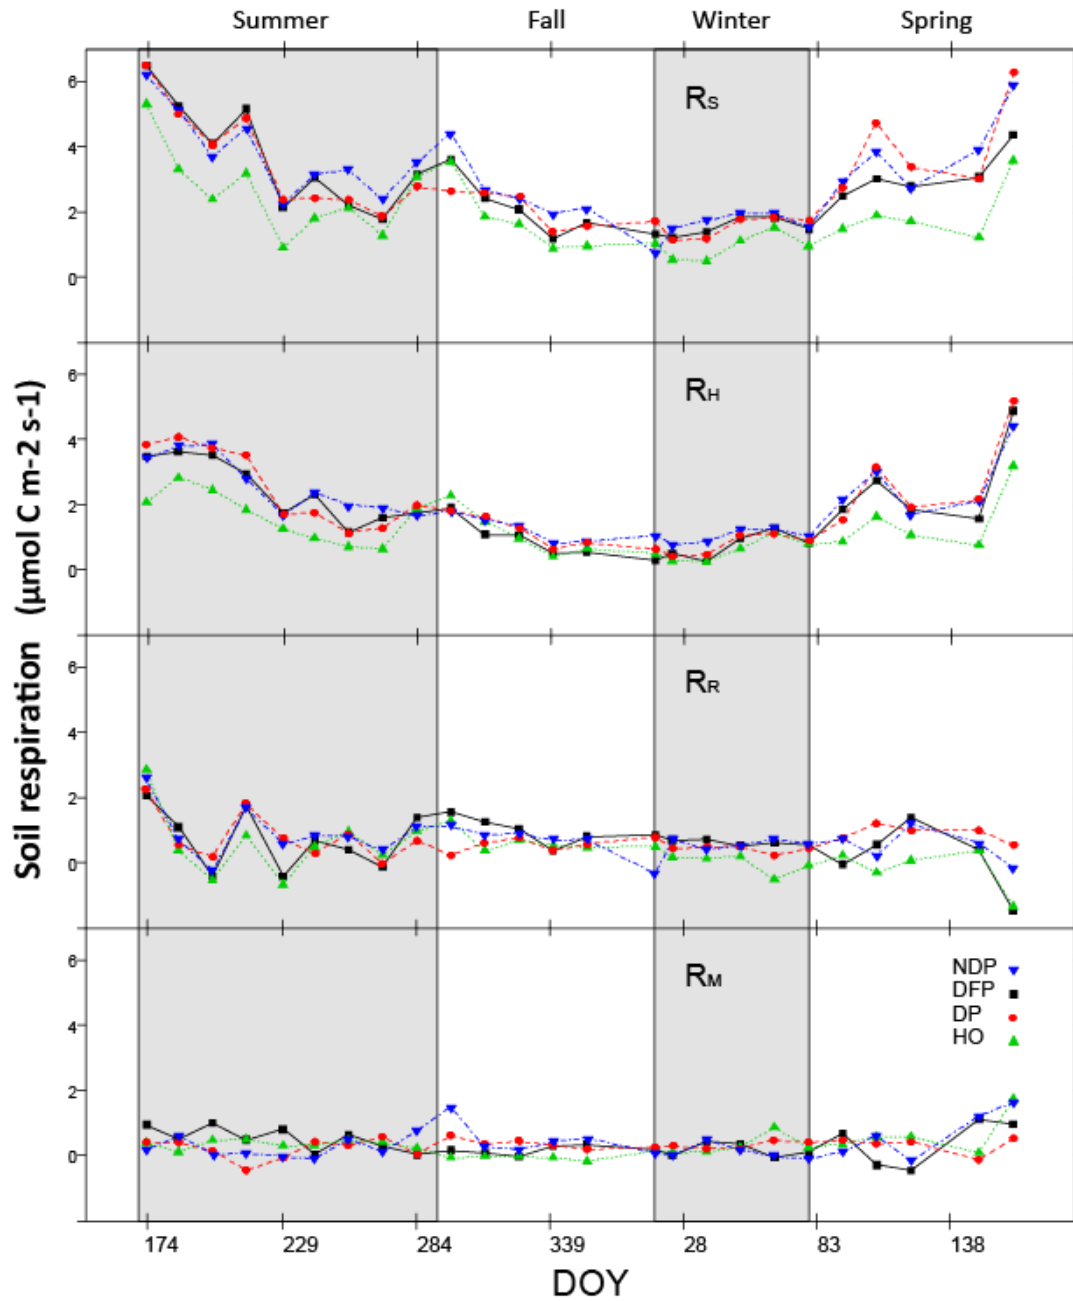 Summer Fall Winter Spring
Soil respiration (µmol C m-2 s-1)
6
4
2
0
RS
6
4
2
0
RH
6
4
2
0
RR
6
4
2
0
RM
NDP
DFP
DP
HO
174 229 284 339 28 83 138
DOY